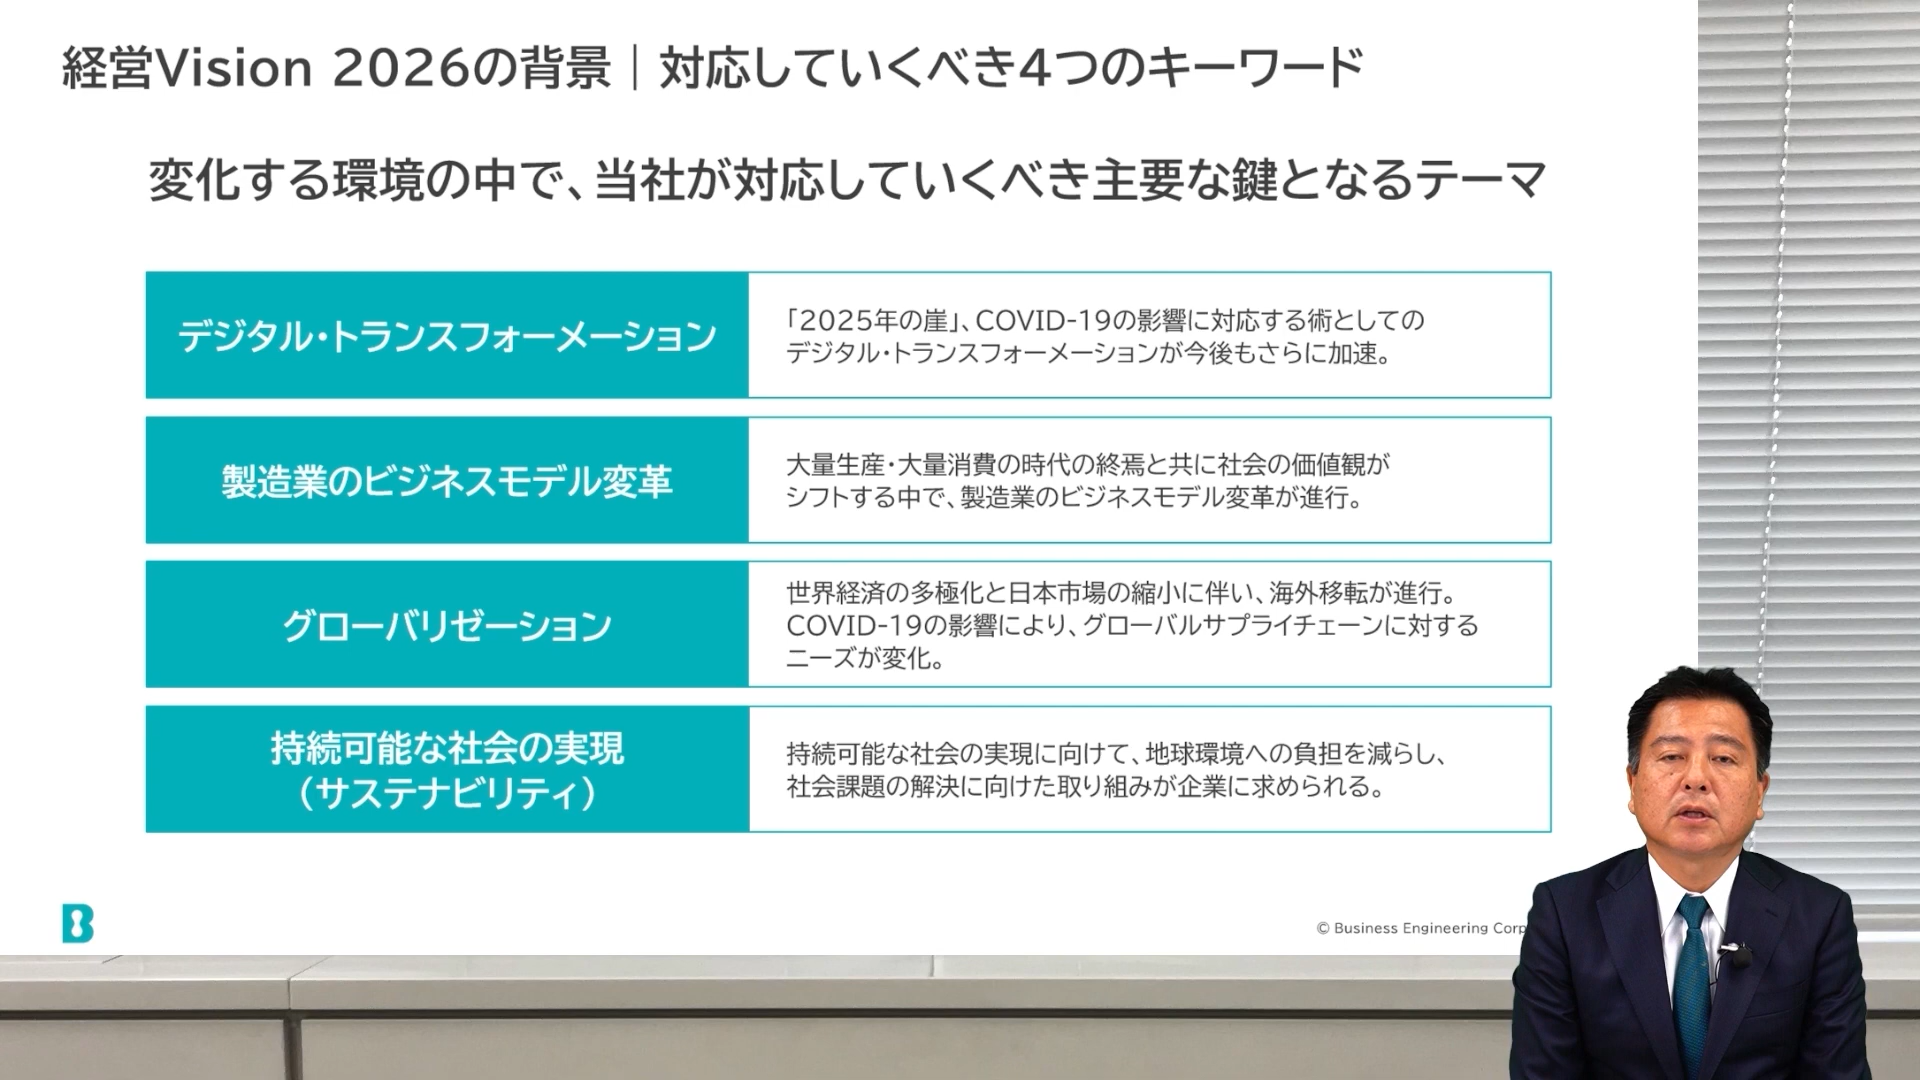 経営Vision 2026の背景｜対応していくべき4つのキーワード
変化する環境の中で、当社が対応していくべき主要な鍵となるテーマ
デジタル・トランスフォーメーション
「2025年の崖」、COVID-19の影響に対応する術としての
デジタル・トランスフォーメーションが今後もさらに加速。
製造業のビジネスモデル変革
大量生産・大量消費の時代の終焉と共に社会の価値観が
シフトする中で、製造業のビジネスモデル変革が進行。
グローバリゼーション
世界経済の多極化と日本市場の縮小に伴い、海外移転が進行。
COVID-19の影響により、グローバルサプライチェーンに対する
ニーズが変化。
持続可能な社会の実現
（サステナビリティ）
持続可能な社会の実現に向けて、地球環境への負担を減らし、
社会課題の解決に向けた取り組みが企業に求められる。
B
© Business Engineering Corp